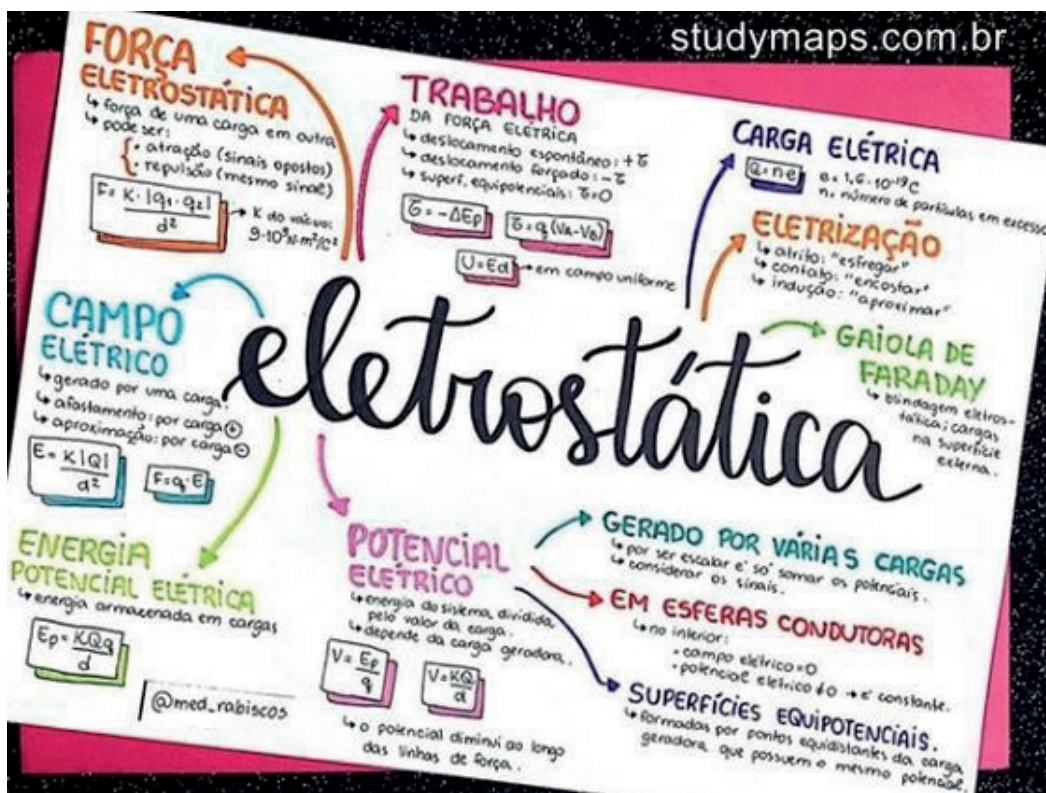 studymaps.com.br
FORÇA
ELETROSTÁTICA
↳ força de uma carga em outra
↳ pode ser:
• atração (sinais opostos)
• repulsão (mesmo sinal)
F = K · |q₁ · q₂|
d²
→ K do vácuo:
9·10⁹N·m²/C²
TRABALHO
DA FORÇA ELÉTRICA
↳ deslocamento espontâneo: +𝜏
↳ deslocamento forçado: -𝜏
↳ superf. equipotenciais: 𝜏=0
𝜏 = -ΔEp
𝜏 = q (VA - VB)
U = Ed → em campo uniforme
CARGA ELÉTRICA
Q = n·e
e = 1,6 · 10⁻¹⁹C
n = número de partículas em excesso
ELETRIZAÇÃO
↳ atrito: "esfregar"
↳ contato: "encostar"
↳ indução: "aproximar"
GAIOLA DE
FARADAY
↳ blindagem eletros-
tática; cargas
na superfície
externa.
eletrostática
CAMPO
ELÉTRICO
↳ gerado por uma carga.
↳ afastamento: por carga ⊕
↳ aproximação: por carga ⊖
E = K |Q|
d²
F = q · E
ENERGIA
POTENCIAL ELÉTRICA
↳ energia armazenada em cargas
Ep = KQq
d
@med_rabiscos
POTENCIAL
ELÉTRICO
↳ energia do sistema, dividida
pelo valor da carga.
↳ depende da carga geradora.
V = Ep
q
V = KQ
d
↳ o potencial diminui ao longo
das linhas de força.
GERADO POR VÁRIAS CARGAS
↳ por ser escalar é só somar os potenciais.
↳ considerar os sinais.
EM ESFERAS CONDUTORAS
↳ no interior:
• campo elétrico = 0
• potencial elétrico ≠ 0 → é constante.
SUPERFÍCIES EQUIPOTENCIAIS.
↳ formadas por pontos equidistantes da carga
geradora, que possuem o mesmo potencial.